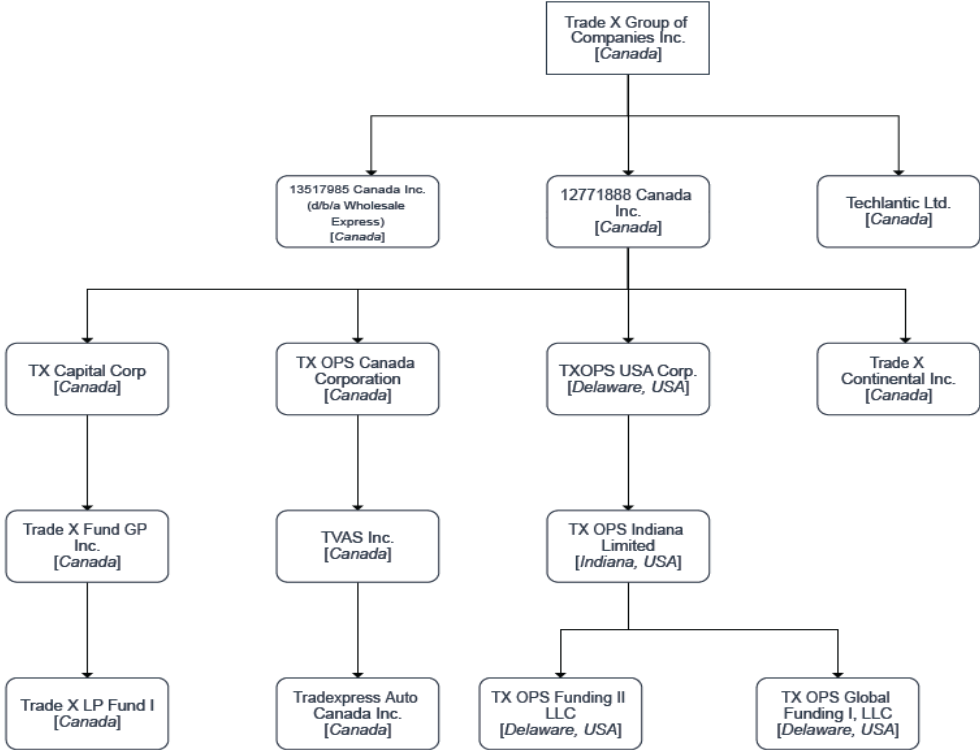 Trade X Group of
Companies Inc.
[Canada]
13517985 Canada Inc.
(d/b/a Wholesale
Express)
[Canada]
12771888 Canada
Inc.
[Canada]
Techlantic Ltd.
[Canada]
TX Capital Corp
[Canada]
TX OPS Canada
Corporation
[Canada]
TXOPS USA Corp.
[Delaware, USA]
Trade X
Continental Inc.
[Canada]
Trade X Fund GP
Inc.
[Canada]
TVAS Inc.
[Canada]
TX OPS Indiana
Limited
[Indiana, USA]
Trade X LP Fund I
[Canada]
Tradexpress Auto
Canada Inc.
[Canada]
TX OPS Funding II
LLC
[Delaware, USA]
TX OPS Global
Funding I, LLC
[Delaware, USA]